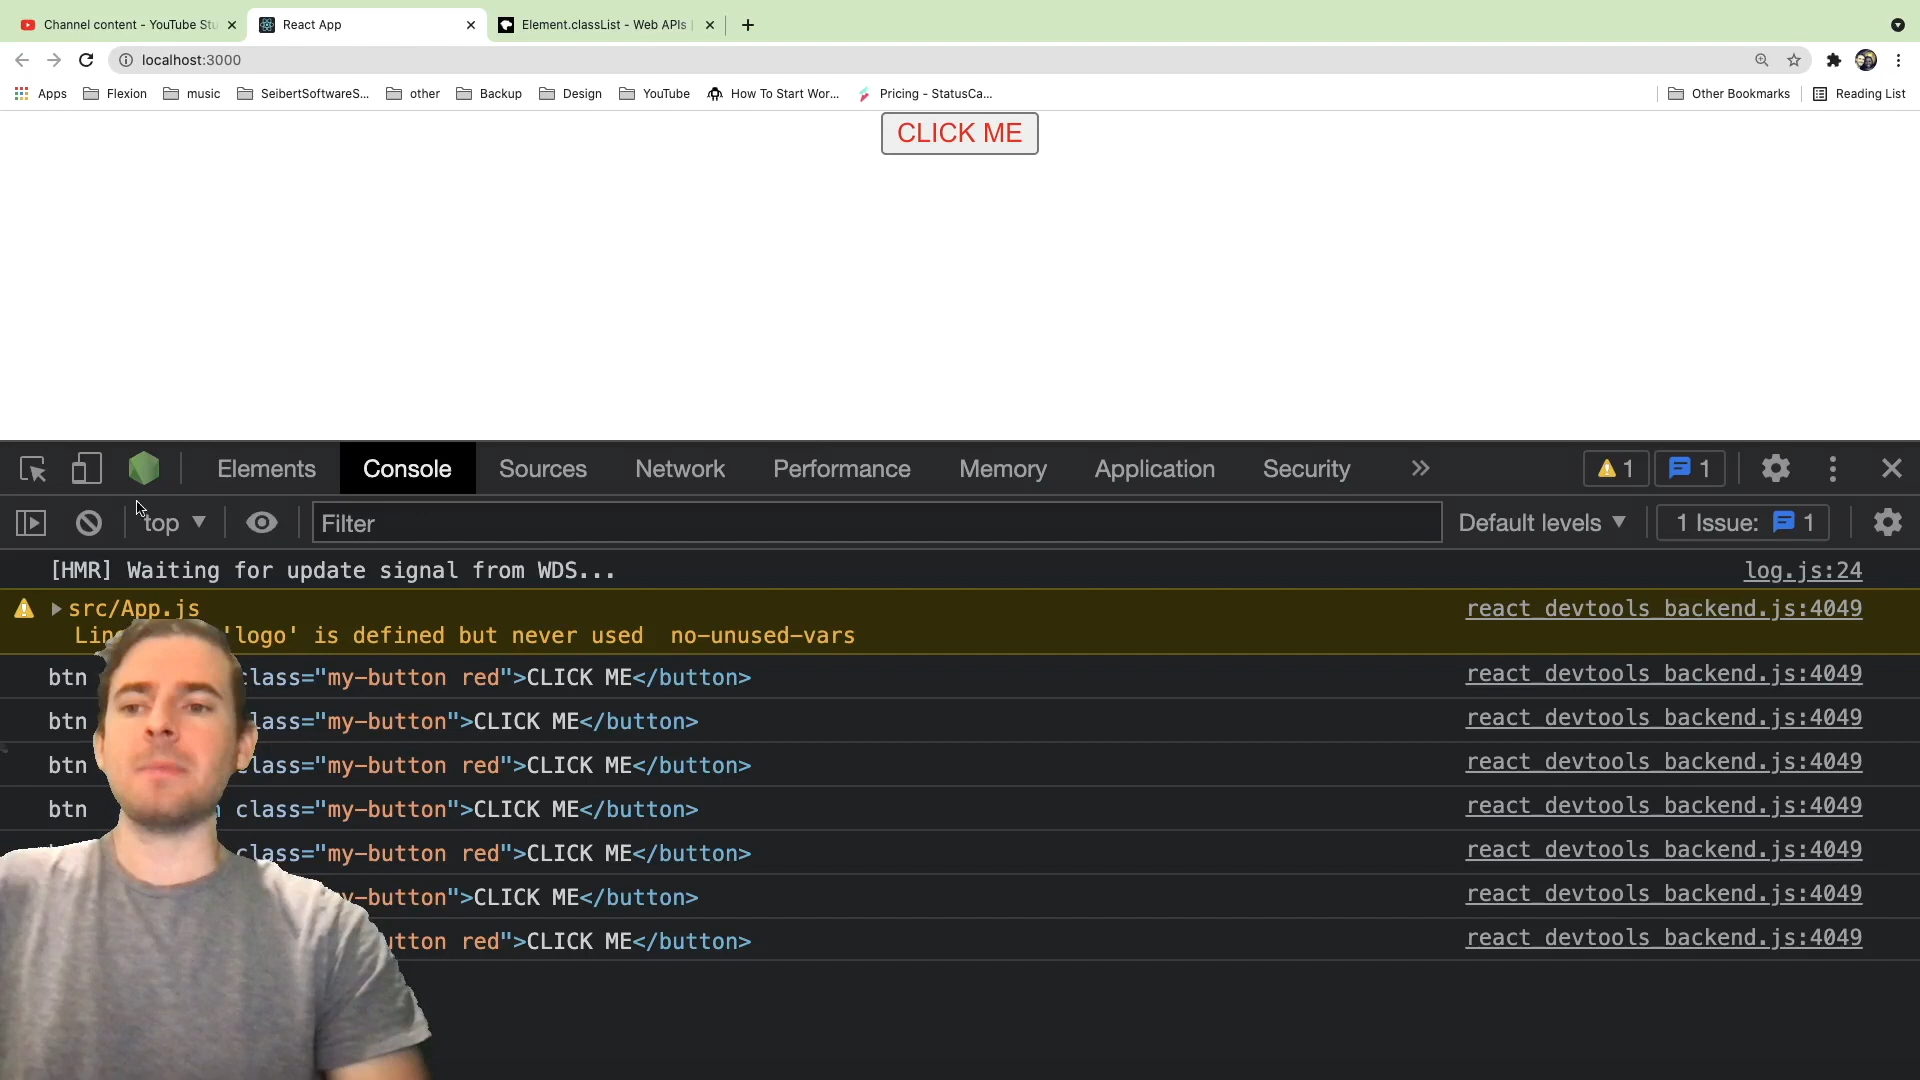 Channel content - YouTube Stu
React App
Element.classList - Web APIs
localhost:3000
Apps
Flexion
music
SeibertSoftwareS...
other
Backup
Design
YouTube
How To Start Wor...
Pricing - StatusCa...
Other Bookmarks
Reading List
CLICK ME
Elements
Console
Sources
Network
Performance
Memory
Application
Security
1
1
top
Filter
Default levels
1 Issue: 1
[HMR] Waiting for update signal from WDS... log.js:24
src/App.js react_devtools_backend.js:4049
'logo' is defined but never used no-unused-vars
btn class="my-button red">CLICK ME</button> react_devtools_backend.js:4049
btn class="my-button">CLICK ME</button> react_devtools_backend.js:4049
btn class="my-button red">CLICK ME</button> react_devtools_backend.js:4049
btn class="my-button">CLICK ME</button> react_devtools_backend.js:4049
class="my-button red">CLICK ME</button> react_devtools_backend.js:4049
">CLICK ME</button> react_devtools_backend.js:4049
red">CLICK ME</button> react_devtools_backend.js:4049